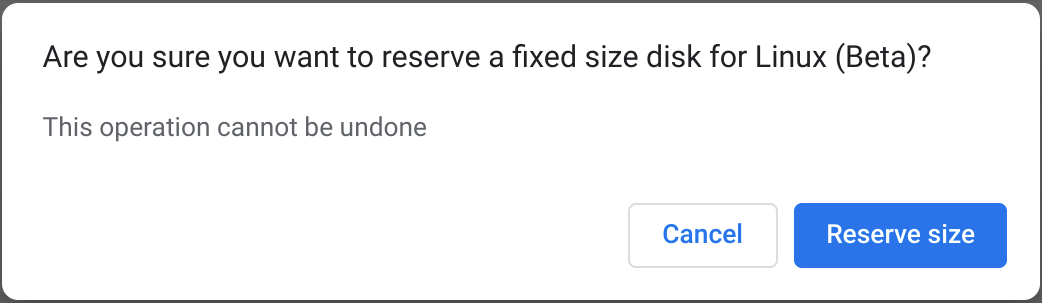 Are you sure you want to reserve a fixed size disk for Linux (Beta)?
This operation cannot be undone
Cancel
Reserve size